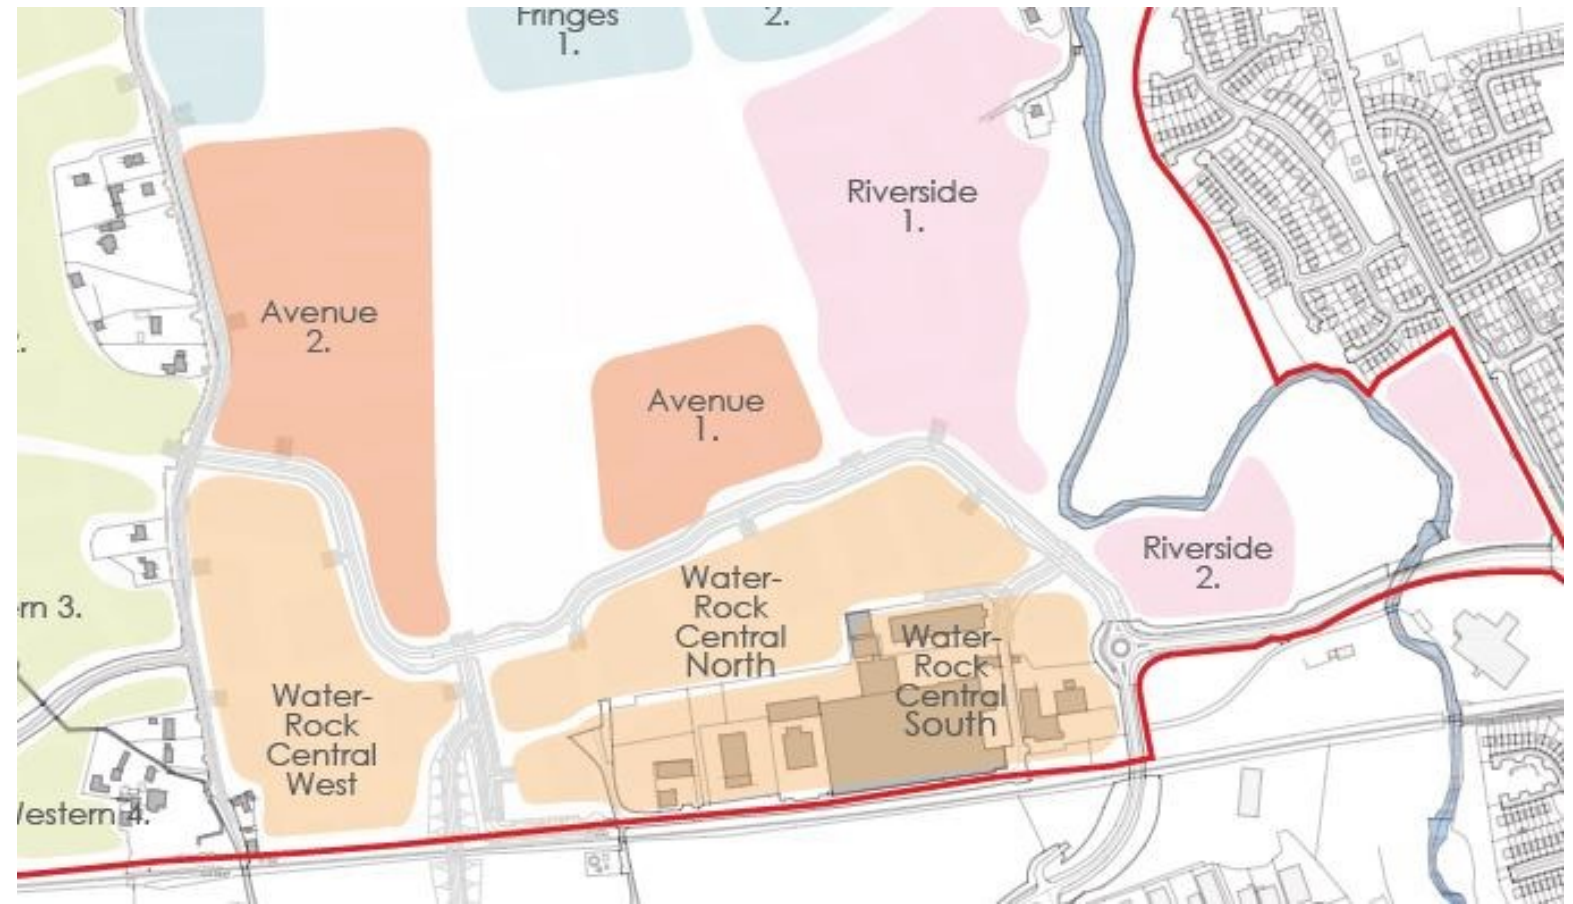 Fringes
1.
2.
Riverside
1.
Avenue
2.
Avenue
1.
Riverside
2.
Water-
Rock
Central
North
rn 3.
Water-
Rock
Central
South
Water-
Rock
Central
West
Western 4.